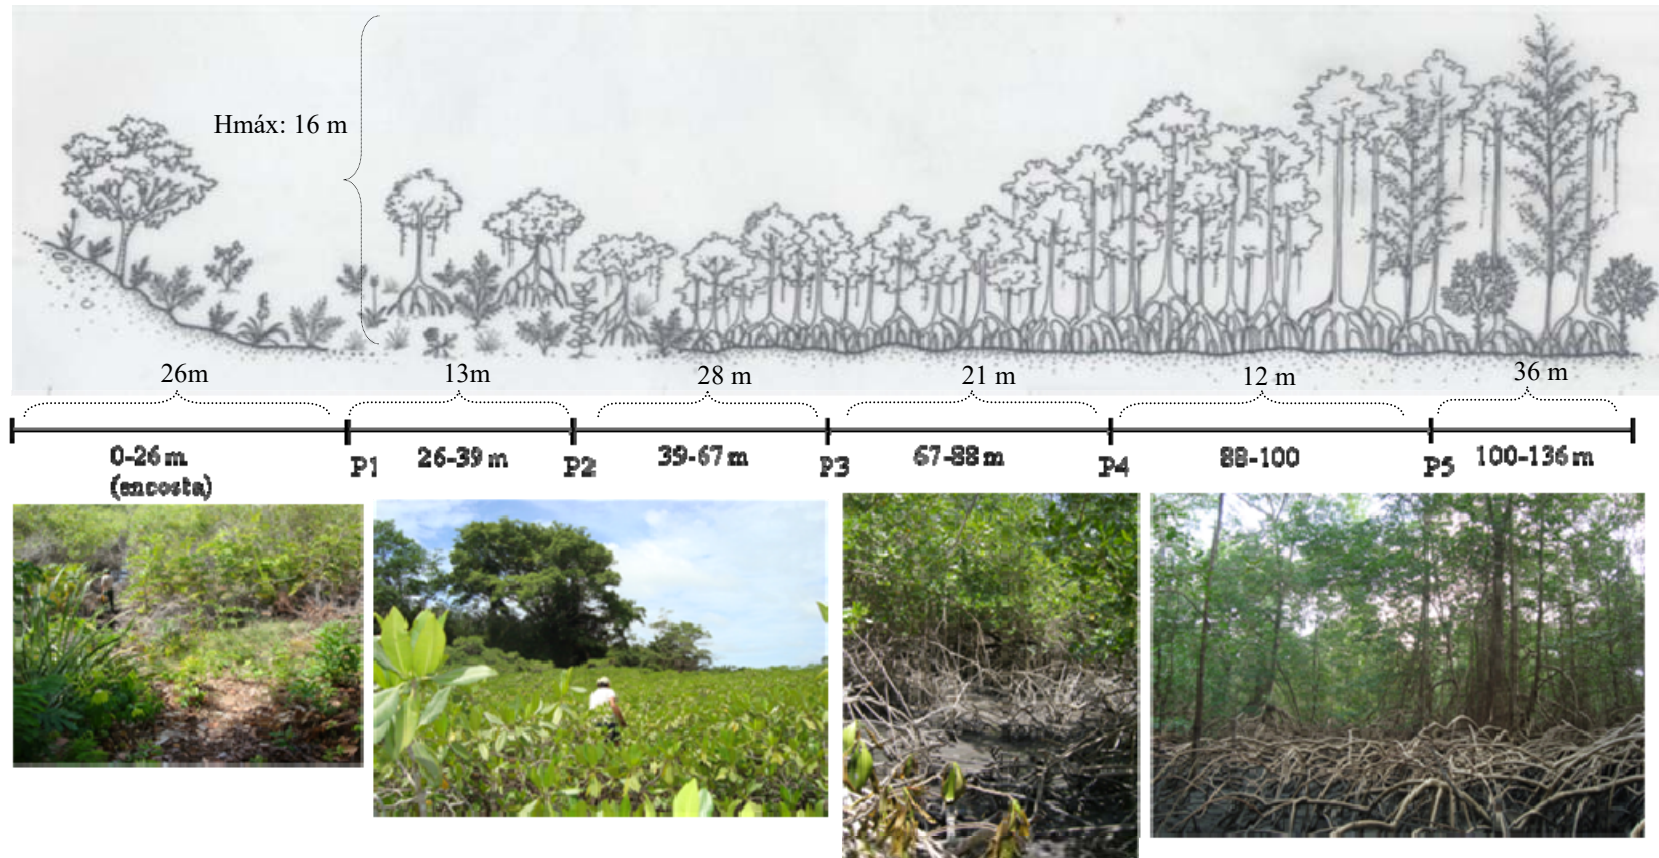 Hmáx: 16 m
26m 13m 28 m 21 m 12 m 36 m
0-26 m P1 26-39 m P2 39-67 m P3 67-88 m P4 88-100 P5 100-136 m
(encosta)